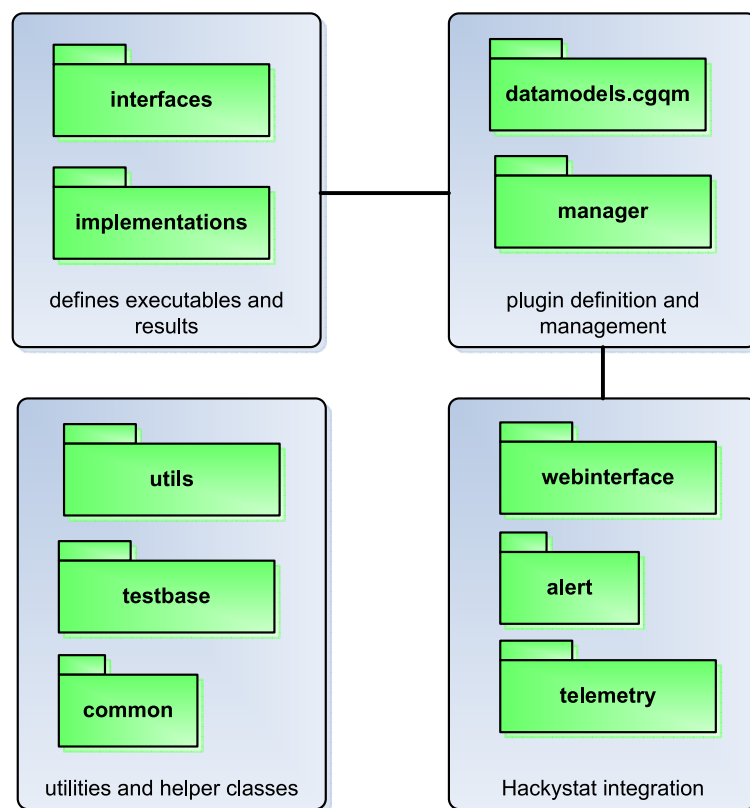 interfaces
implementations
defines executables and
results
datamodels.cgqm
manager
plugin definition and
management
utils
testbase
common
utilities and helper classes
webinterface
alert
telemetry
Hackystat integration